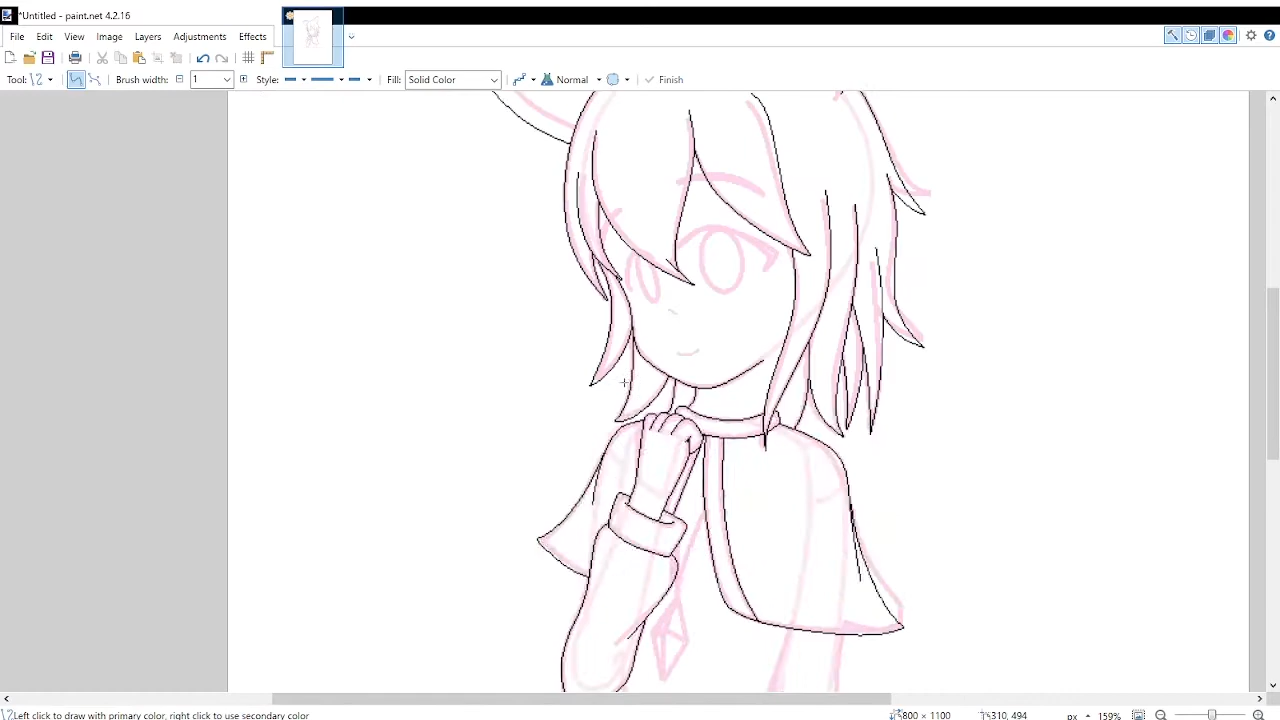 *Untitled - paint.net 4.2.16
File Edit View Image Layers Adjustments Effects
Tool: Brush width: 1 Style: Fill: Solid Color Normal Finish
Left click to draw with primary color, right click to use secondary color 800 × 1100 310, 494 px 159%